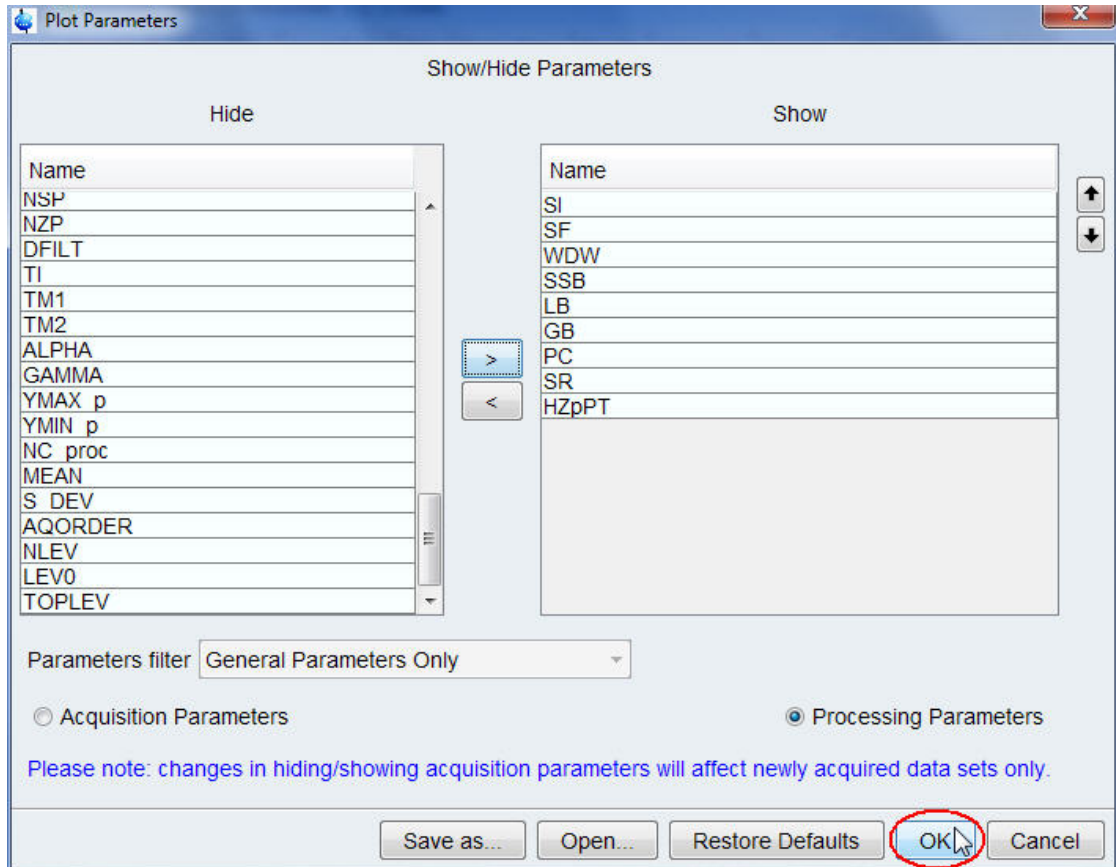 Plot Parameters
Show/Hide Parameters
Hide
Show
Name
NSP
NZP
DFILT
TI
TM1
TM2
ALPHA
GAMMA
YMAX_p
YMIN_p
NC_proc
MEAN
S_DEV
AQORDER
NLEV
LEV0
TOPLEV
>
<
Name
SI
SF
WDW
SSB
LB
GB
PC
SR
HZpPT
Parameters filter General Parameters Only
Acquisition Parameters
Processing Parameters
Please note: changes in hiding/showing acquisition parameters will affect newly acquired data sets only.
Save as... Open... Restore Defaults OK Cancel